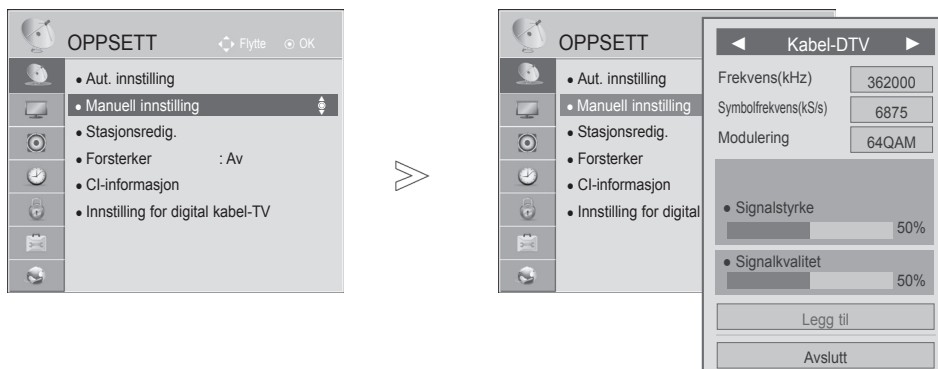 OPPSETT Flytte OK
• Aut. innstilling
• Manuell innstilling
• Stasjonsredig.
• Forsterker : Av
• CI-informasjon
• Innstilling for digital kabel-TV
OPPSETT
• Aut. innstilling
• Manuell innstilling
• Stasjonsredig.
• Forsterker
• CI-informasjon
• Innstilling for digital
◄ Kabel-DTV ►
Frekvens(kHz) 362000
Symbolfrekvens(kS/s) 6875
Modulering 64QAM
• Signalstyrke
50%
• Signalkvalitet
50%
Legg til
Avslutt